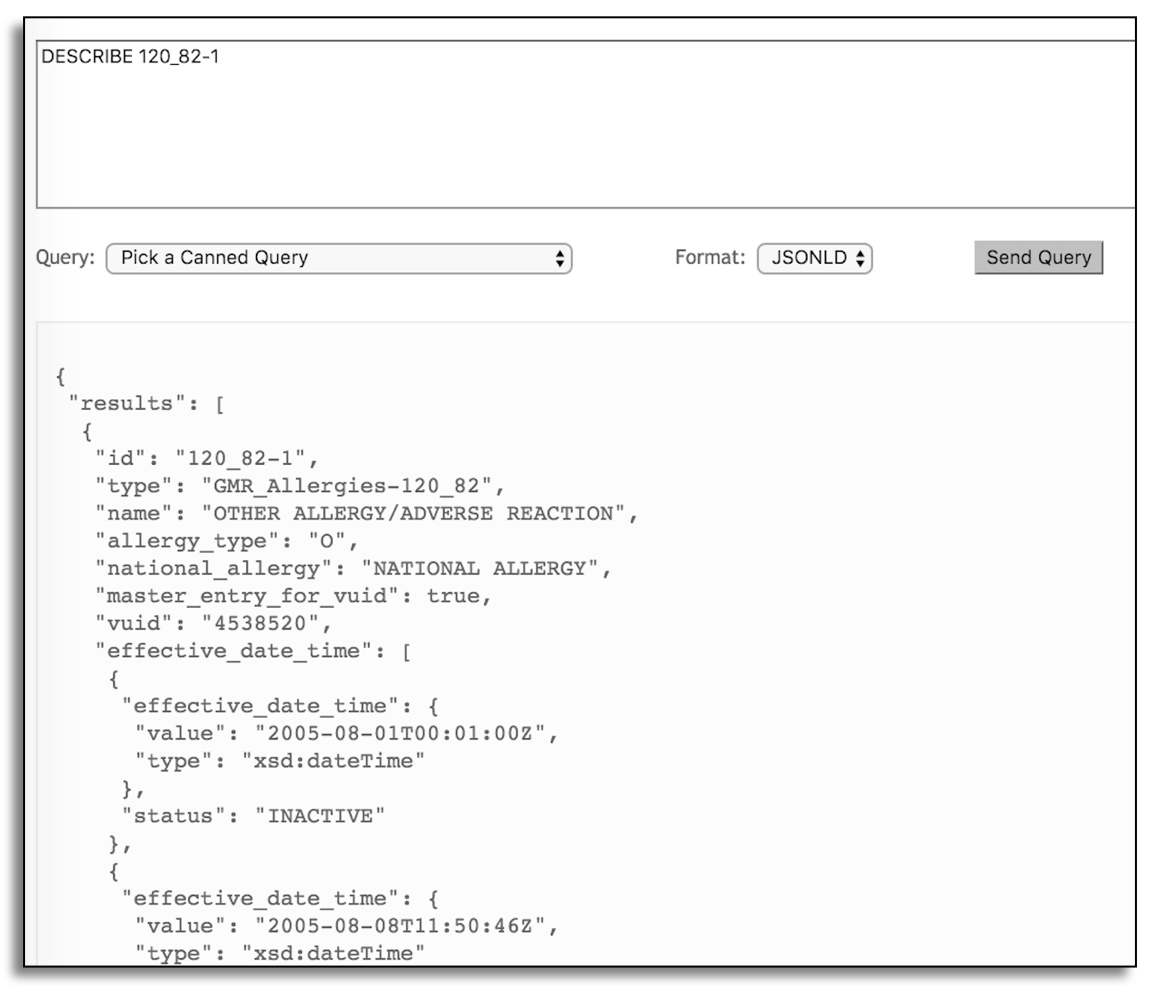 DESCRIBE 120_82-1
Query: Pick a Canned Query Format: JSONLD Send Query
{
"results": [
{
"id": "120_82-1",
"type": "GMR_Allergies-120_82",
"name": "OTHER ALLERGY/ADVERSE REACTION",
"allergy_type": "O",
"national_allergy": "NATIONAL ALLERGY",
"master_entry_for_vuid": true,
"vuid": "4538520",
"effective_date_time": [
{
"effective_date_time": {
"value": "2005-08-01T00:01:00Z",
"type": "xsd:dateTime"
},
"status": "INACTIVE"
},
{
"effective_date_time": {
"value": "2005-08-08T11:50:46Z",
"type": "xsd:dateTime"